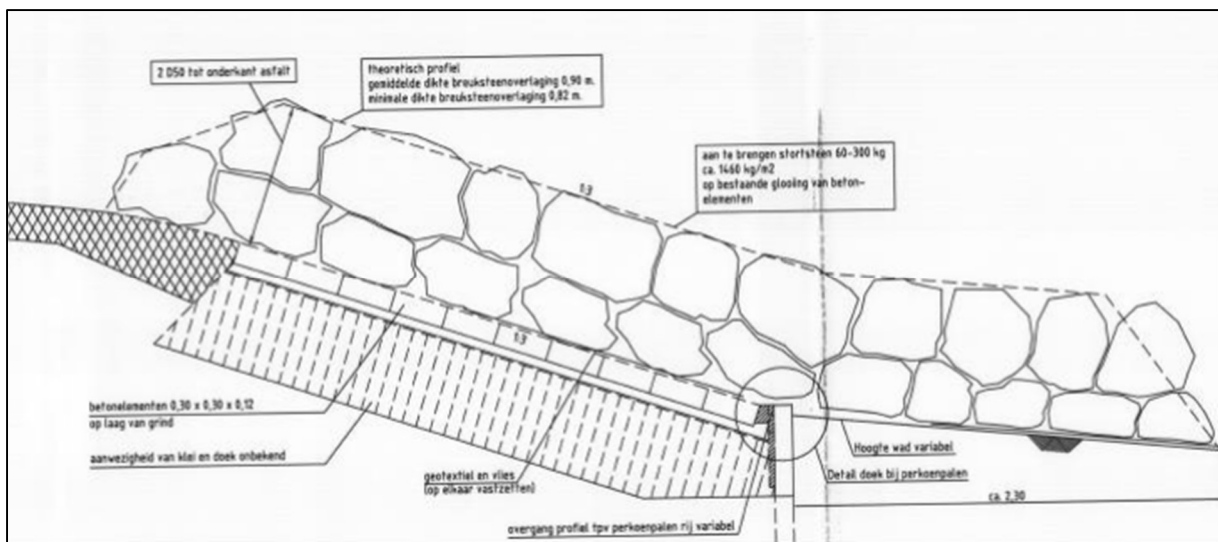 2 D50 tot onderkant asfalt
theoretisch profiel
gemiddelde dikte breuksteenoverlaging 0,90 m.
minimale dikte breuksteenoverlaging 0,82 m.
aan te brengen stortsteen 60-300 kg
ca. 1460 kg/m2
op bestaande glooiing van beton-
elementen
1:3
1:3
betonelementen 0,30 x 0,30 x 0,12
op laag van grind
aanwezigheid van klei en doek onbekend
geotextiel en vlies
(op elkaar vastzetten)
overgang profiel tpv perkoenpalen rij variabel
Hoogte wad variabel
Detail doek bij perkoenpalen
ca. 2,30